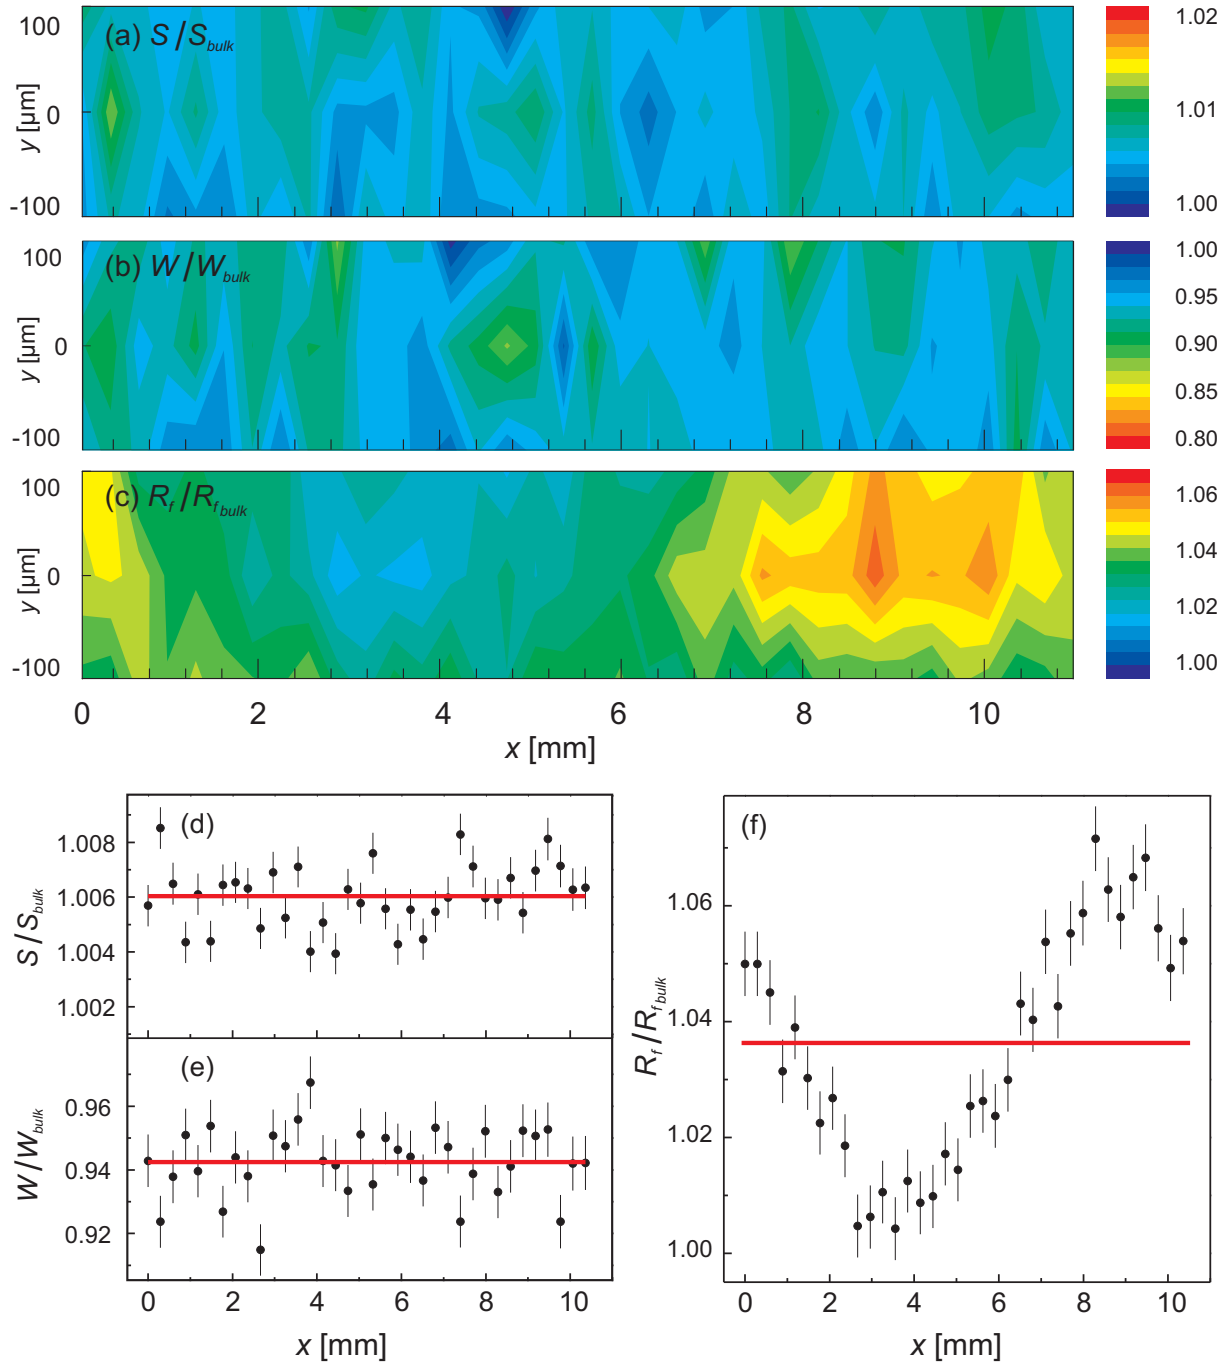 (a) S/S_bulk
100
0
-100
y [µm]
1.02
1.01
1.00
(b) W/W_bulk
100
0
-100
y [µm]
1.00
0.95
0.90
0.85
0.80
(c) R_f/R_f bulk
100
0
-100
y [µm]
1.06
1.04
1.02
1.00
0 2 4 6 8 10
x [mm]
(d)
1.008
1.006
1.004
1.002
S/S_bulk
(e)
0.96
0.94
0.92
W/W_bulk
0 2 4 6 8 10
x [mm]
(f)
1.06
1.04
1.02
1.00
R_f/R_f bulk
0 2 4 6 8 10
x [mm]